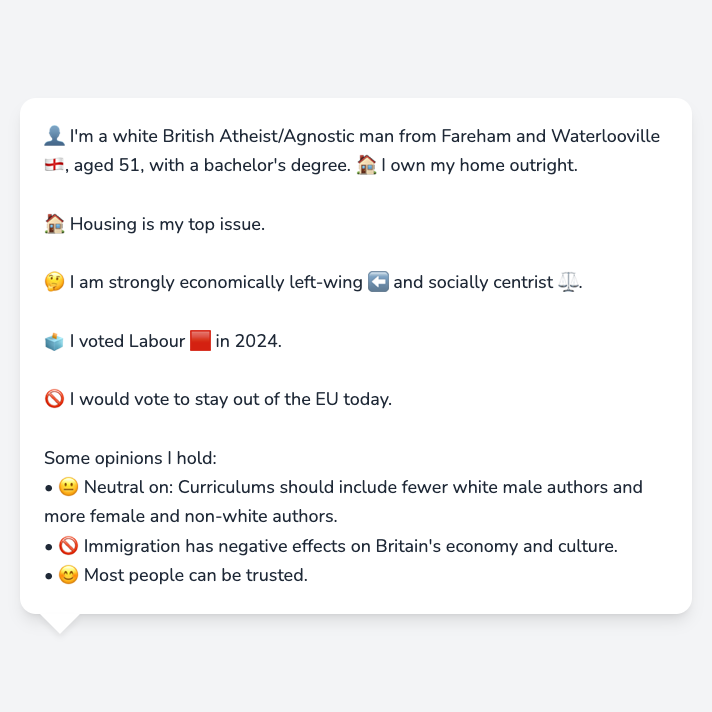 👤 I'm a white British Atheist/Agnostic man from Fareham and Waterlooville
🏴󠁧󠁢󠁥󠁮󠁧󠁿, aged 51, with a bachelor's degree. 🏠 I own my home outright.
🏠 Housing is my top issue.
🤔 I am strongly economically left-wing ⬅️ and socially centrist ⚖️.
🗳️ I voted Labour 🟥 in 2024.
🚫 I would vote to stay out of the EU today.
Some opinions I hold:
• 😐 Neutral on: Curriculums should include fewer white male authors and
more female and non-white authors.
• 🚫 Immigration has negative effects on Britain's economy and culture.
• 😊 Most people can be trusted.